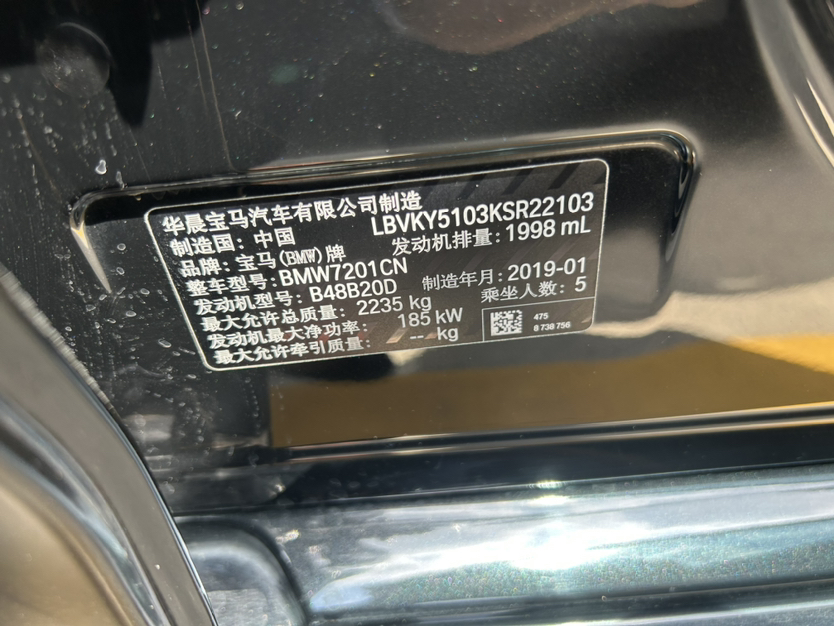 华晨宝马汽车有限公司制造
制造国：中国 LBVKY5103KSR22103
品牌：宝马(BMW)牌 发动机排量：1998 mL
整车型号：BMW7201CN
发动机型号：B48B20D 制造年月：2019-01
最大允许总质量：2235 kg 乘坐人数：5
发动机最大净功率：185 kW
最大允许牵引质量：-- kg
475
8 738 756